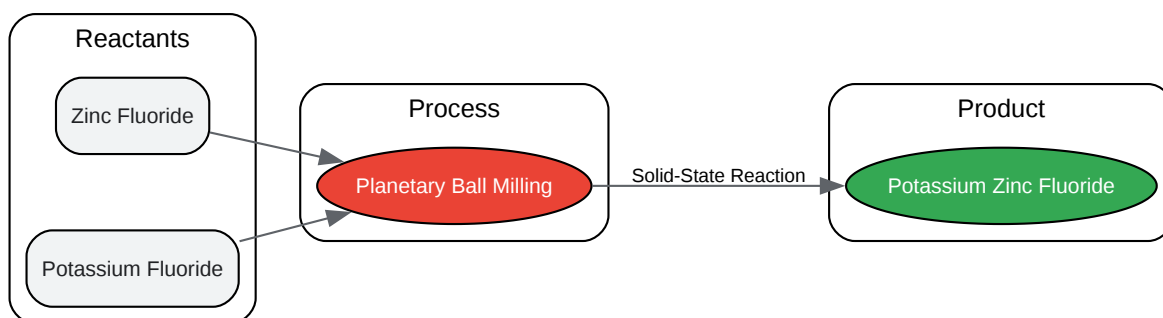 Reactants
Zinc Fluoride
Potassium Fluoride
Process
Planetary Ball Milling
Solid-State Reaction
Product
Potassium Zinc Fluoride